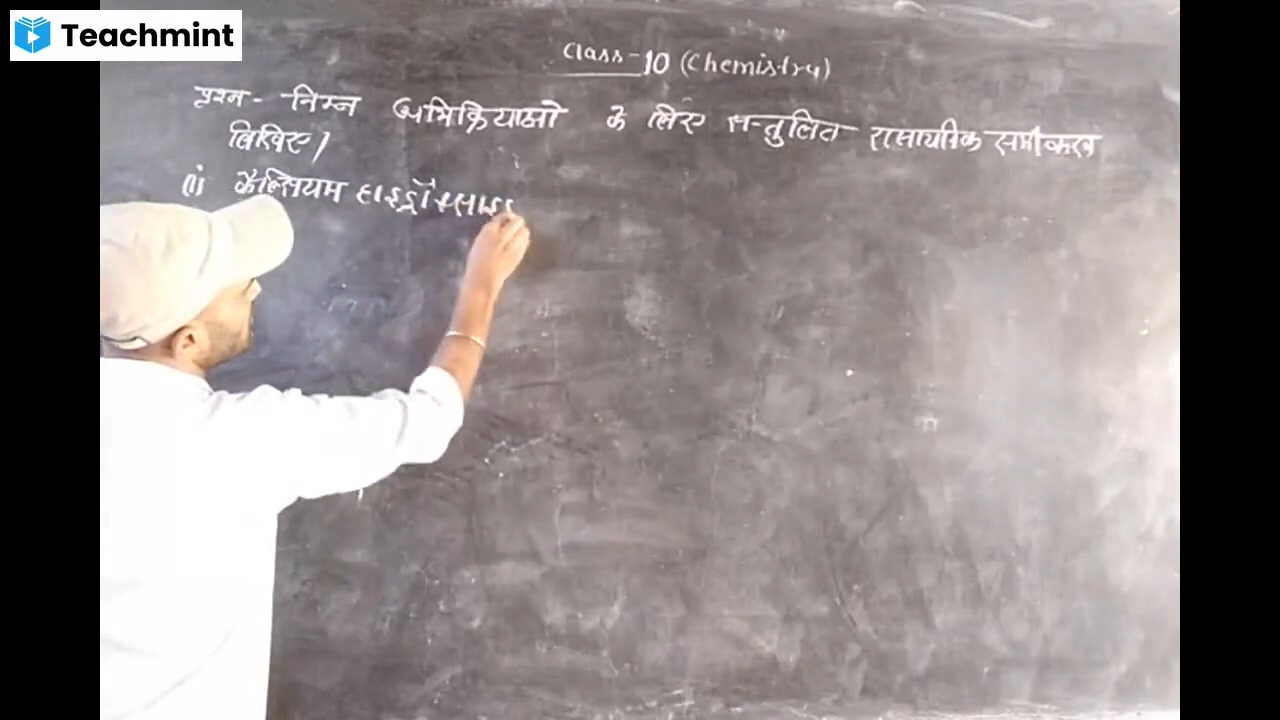 Teachmint
Class-10 (Chemistry)
प्रश्न - निम्न अभिक्रियाओ के लिए सन्तुलित रासायनिक समीकरण
लिखिए।
(i) कैल्सियम हाइड्रॉक्साइड